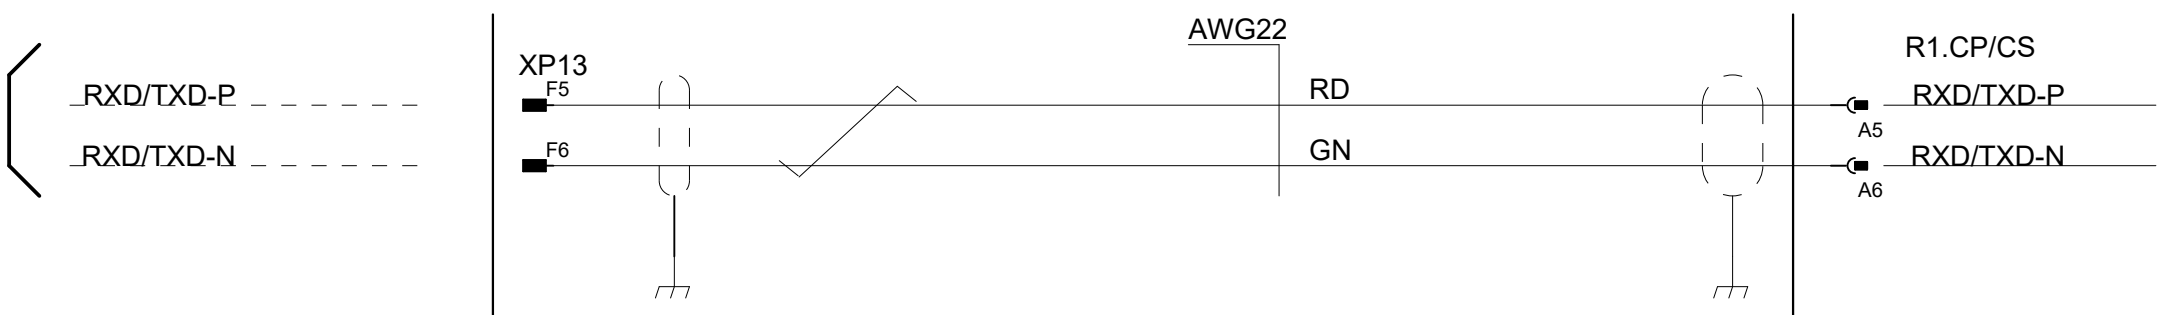 AWG22
R1.CP/CS
XP13
RXD/TXD-P
F5
RD
RXD/TXD-P
A5
RXD/TXD-N
F6
GN
RXD/TXD-N
A6